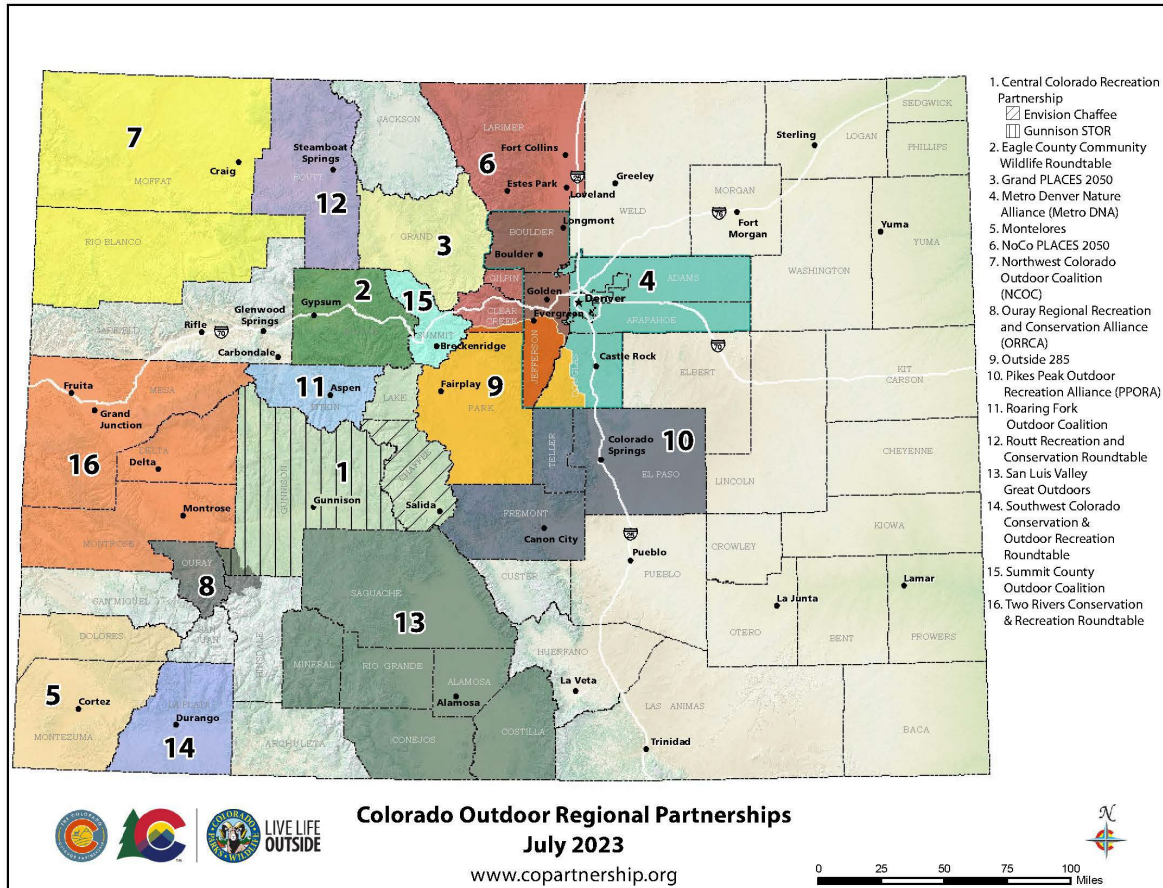 7
Craig
MOFFAT
RIO BLANCO
Steamboat
Springs
ROUTT
12
JACKSON
LARIMER
Fort Collins
6
Estes Park
Loveland
25
Greeley
WELD
Sterling
LOGAN
SEDGWICK
PHILLIPS
MORGAN
76
Fort
Morgan
Yuma
YUMA
WASHINGTON
GRAND
3
Longmont
BOULDER
Boulder
GILPIN
Golden
CLEAR
CREEK
Evergreen
Denver
4
ADAMS
ARAPAHOE
70
2
Gypsum
15
SUMMIT
Breckenridge
Glenwood
Springs
Rifle
70
GARFIELD
Carbondale
JEFFERSON
Castle Rock
ELBERT
KIT
CARSON
Fruita
MESA
Grand
Junction
11
Aspen
PITKIN
LAKE
Fairplay
9
PARK
DELTA
16
Delta
Montrose
MONTROSE
1
GUNNISON
Gunnison
CHAFFEE
Salida
TELLER
Colorado
Springs
10
EL PASO
LINCOLN
CHEYENNE
FREMONT
Canon City
25
KIOWA
OURAY
8
SAN MIGUEL
SAN
JUAN
HINSDALE
SAGUACHE
13
CUSTER
Pueblo
PUEBLO
CROWLEY
La Junta
OTERO
BENT
Lamar
PROWERS
DOLORES
5
Cortez
MONTEZUMA
LA PLATA
Durango
14
ARCHULETA
MINERAL
RIO GRANDE
ALAMOSA
Alamosa
CONEJOS
COSTILLA
HUERFANO
La Veta
LAS ANIMAS
Trinidad
BACA
1. Central Colorado Recreation
Partnership
Envision Chaffee
Gunnison STOR
2. Eagle County Community
Wildlife Roundtable
3. Grand PLACES 2050
4. Metro Denver Nature
Alliance (Metro DNA)
5. Montelores
6. NoCo PLACES 2050
7. Northwest Colorado
Outdoor Coalition
(NCOC)
8. Ouray Regional Recreation
and Conservation Alliance
(ORRCA)
9. Outside 285
10. Pikes Peak Outdoor
Recreation Alliance (PPORA)
11. Roaring Fork
Outdoor Coalition
12. Routt Recreation and
Conservation Roundtable
13. San Luis Valley
Great Outdoors
14. Southwest Colorado
Conservation &
Outdoor Recreation
Roundtable
15. Summit County
Outdoor Coalition
16. Two Rivers Conservation
& Recreation Roundtable
COLORADO
PARKS & WILDLIFE
LIVE LIFE
OUTSIDE
Colorado Outdoor Regional Partnerships
July 2023
www.copartnership.org
N
0 25 50 75 100
Miles